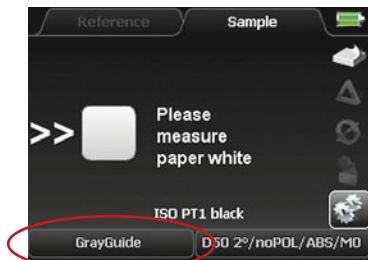 Reference Sample
>>
Please
measure
paper white
ISO PT1 black
GrayGuide D50 2°/noPOL/ABS/M0